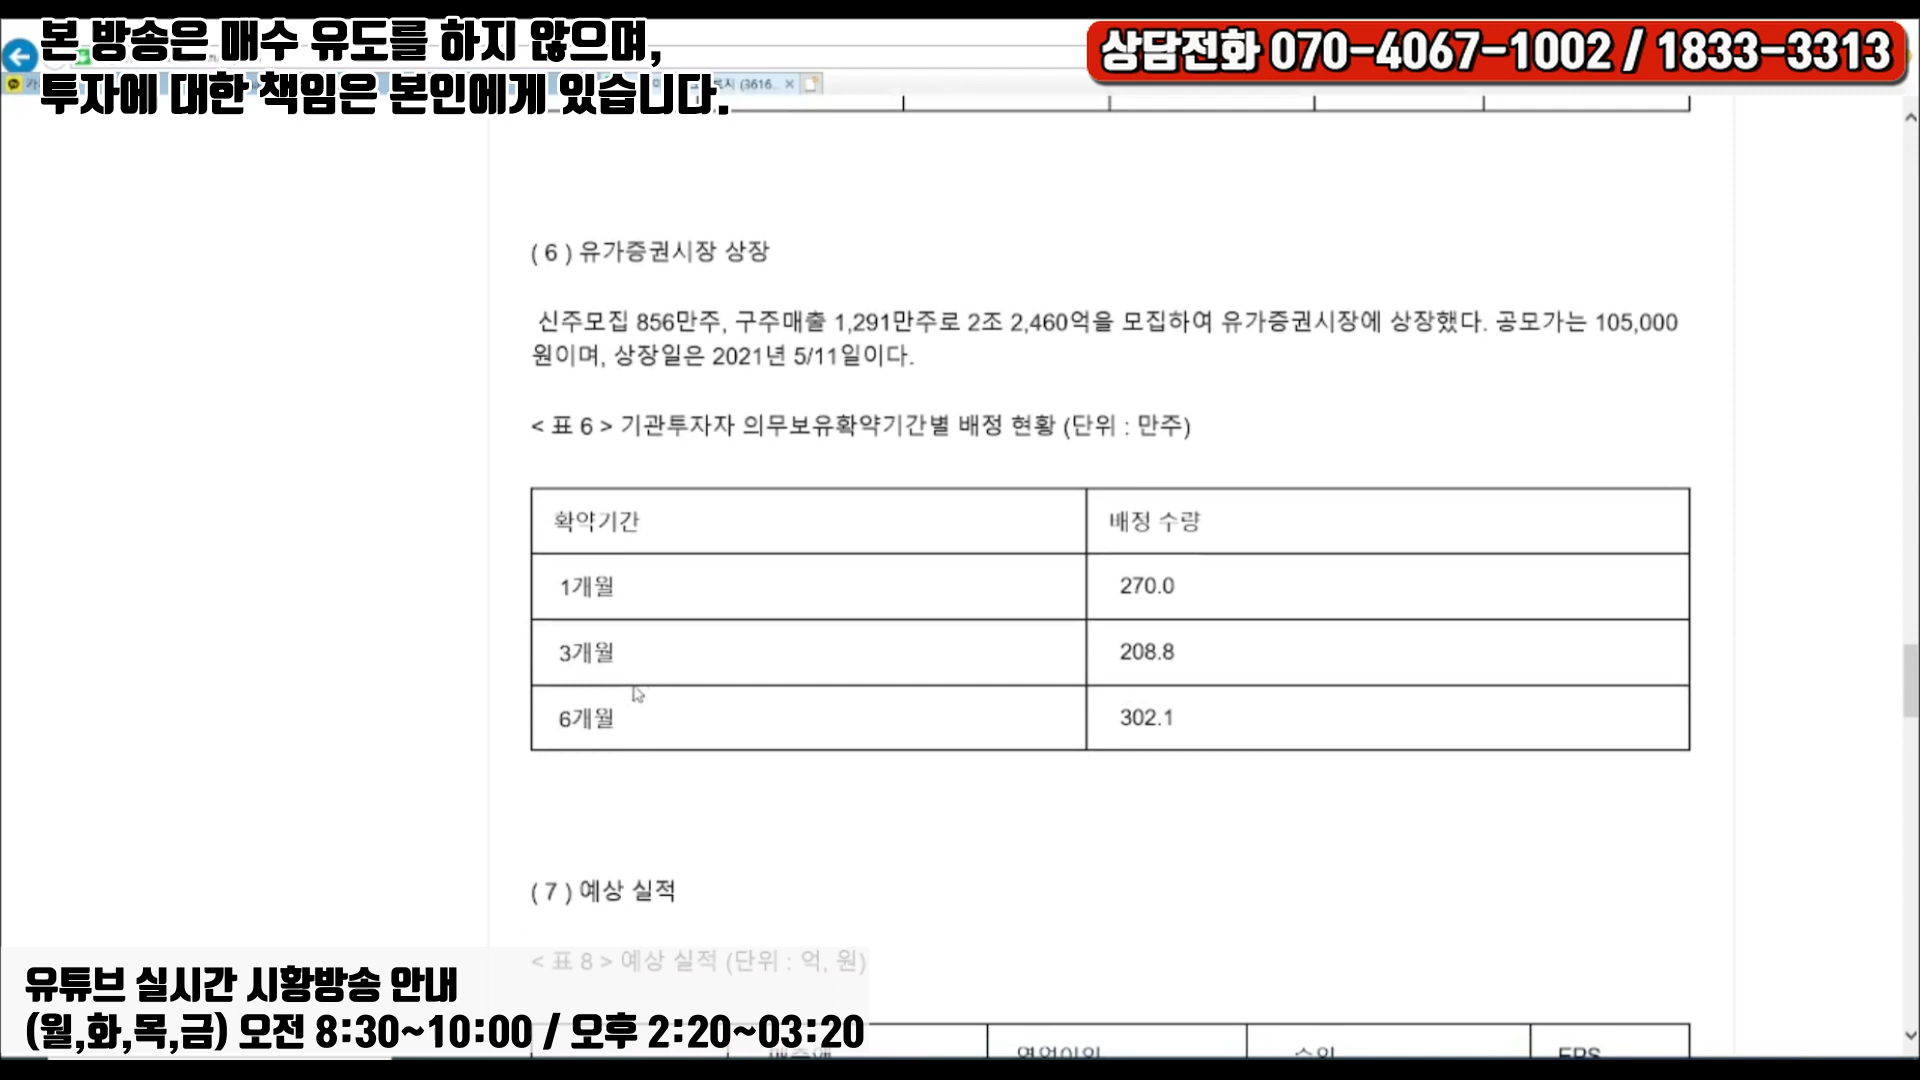 본 방송은 매수 유도를 하지 않으며,
투자에 대한 책임은 본인에게 있습니다.
상담전화 070-4067-1002 / 1833-3313
(3616...
( 6 ) 유가증권시장 상장
신주모집 856만주, 구주매출 1,291만주로 2조 2,460억을 모집하여 유가증권시장에 상장했다. 공모가는 105,000
원이며, 상장일은 2021년 5/11일이다.
< 표 6 > 기관투자자 의무보유확약기간별 배정 현황 (단위 : 만주)
확약기간 배정 수량
1개월 270.0
3개월 208.8
6개월 302.1
( 7 ) 예상 실적
< 표 8 > 예상 실적 (단위 : 억, 원)
유튜브 실시간 시황방송 안내
(월,화,목,금) 오전 8:30~10:00 / 오후 2:20~03:20
EPS